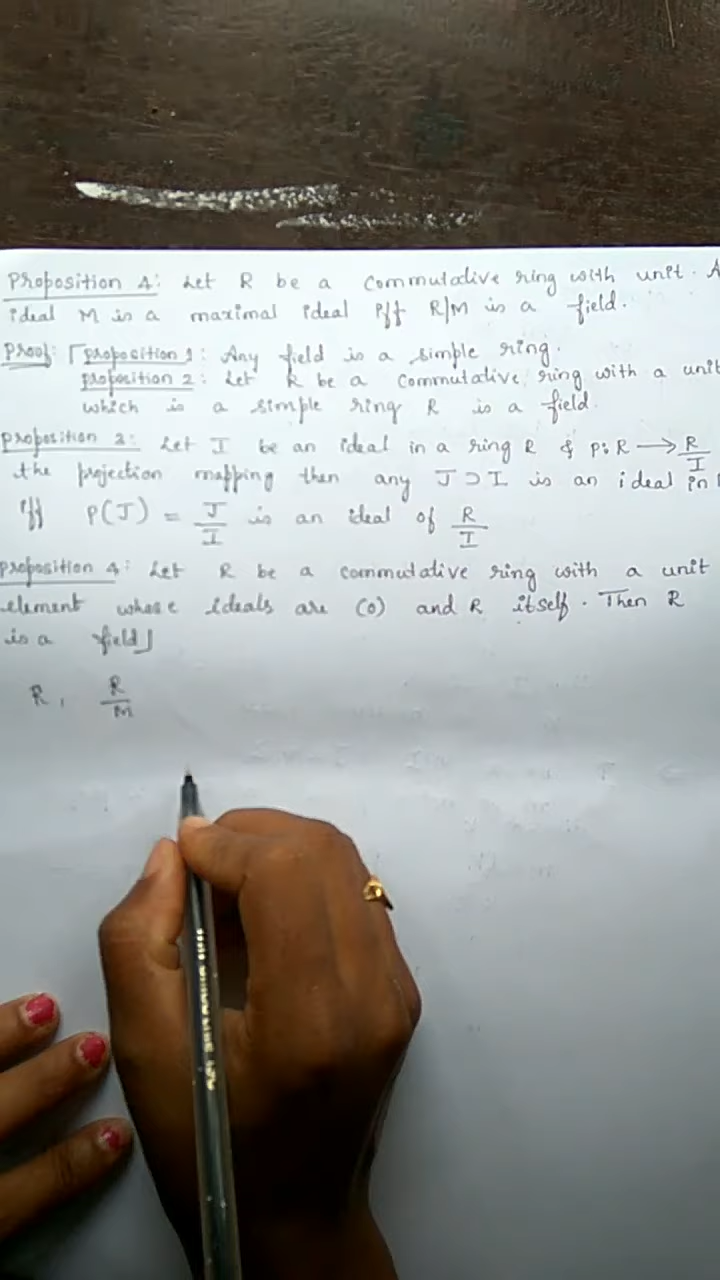 Proposition 4: Let R be a commutative ring with unit. A
ideal M is a maximal ideal iff R/M is a field.
Proof: ⌈proposition 1: Any field is a simple ring.
proposition 2: Let R be a commutative ring with a unit
which is a simple ring R is a field.
proposition 3: Let I be an ideal in a ring R & p: R → R/I
the projection mapping then any J ⊃ I is an ideal in
iff P(J) = J/I is an ideal of R/I
proposition 4: Let R be a commutative ring with a unit
element whose ideals are (0) and R itself. Then R
is a field⌋
R, R/M